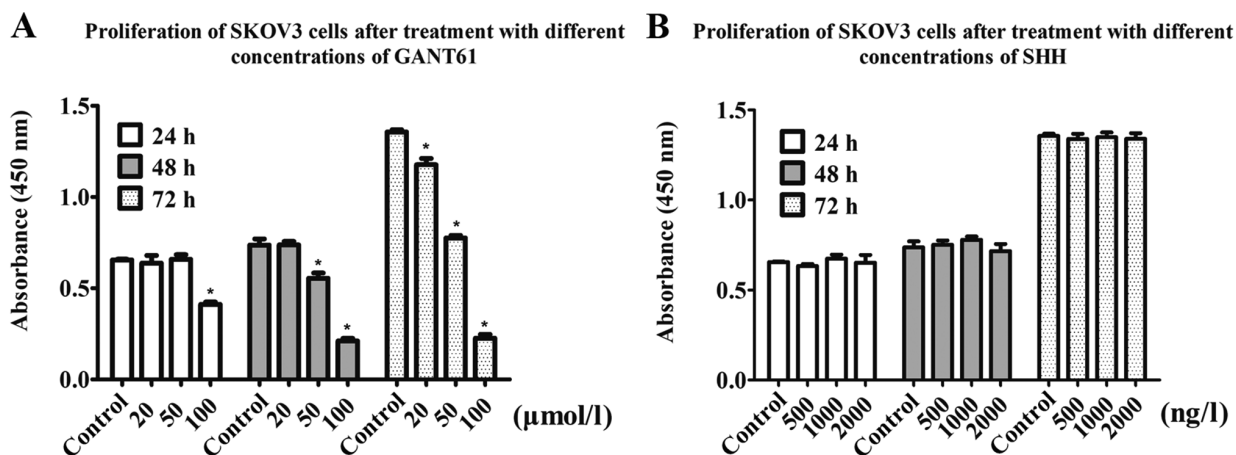 A
Proliferation of SKOV3 cells after treatment with different
concentrations of GANT61
Absorbance (450 nm)
1.5
1.0
0.5
0.0
24 h
48 h
72 h
*
*
*
*
*
*
Control
20
50
100
Control
20
50
100
Control
20
50
100
(μmol/l)
B
Proliferation of SKOV3 cells after treatment with different
concentrations of SHH
Absorbance (450 nm)
1.5
1.0
0.5
0.0
24 h
48 h
72 h
Control
500
1000
2000
Control
500
1000
2000
Control
500
1000
2000
(ng/l)